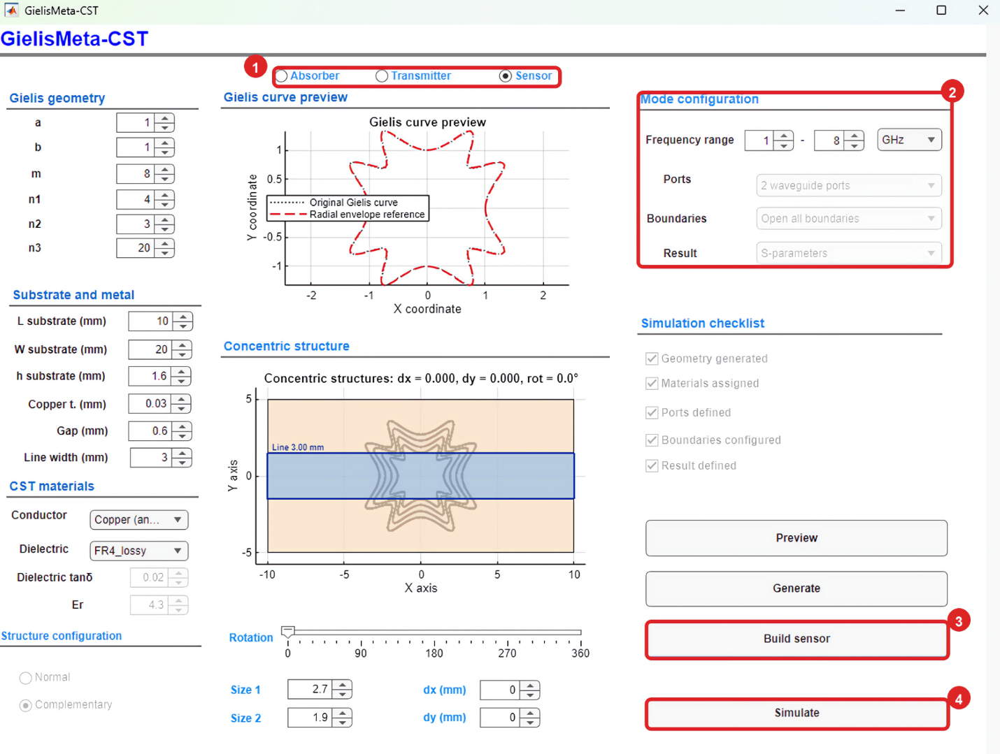 GielisMeta-CST
GielisMeta-CST
1
Absorber Transmitter Sensor
Gielis geometry
a 1
b 1
m 8
n1 4
n2 3
n3 20
Substrate and metal
L substrate (mm) 10
W substrate (mm) 20
h substrate (mm) 1.6
Copper t. (mm) 0.03
Gap (mm) 0.6
Line width (mm) 3
CST materials
Conductor Copper (an...
Dielectric FR4_lossy
Dielectric tanδ 0.02
Er 4.3
Structure configuration
Normal
Complementary
Gielis curve preview
Gielis curve preview
1
0.5
-0.5
-1
Y coordinate
Original Gielis curve
Radial envelope reference
-2 -1 0 1 2
X coordinate
Concentric structure
Concentric structures: dx = 0.000, dy = 0.000, rot = 0.0°
5
0
-5
Y axis
Line 3.00 mm
-10 -5 0 5 10
X axis
Rotation
0 90 180 270 360
Size 1 2.7 dx (mm) 0
Size 2 1.9 dy (mm) 0
2
Mode configuration
Frequency range 1 - 8 GHz
Ports 2 waveguide ports
Boundaries Open all boundaries
Result S-parameters
Simulation checklist
Geometry generated
Materials assigned
Ports defined
Boundaries configured
Result defined
Preview
Generate
3
Build sensor
4
Simulate